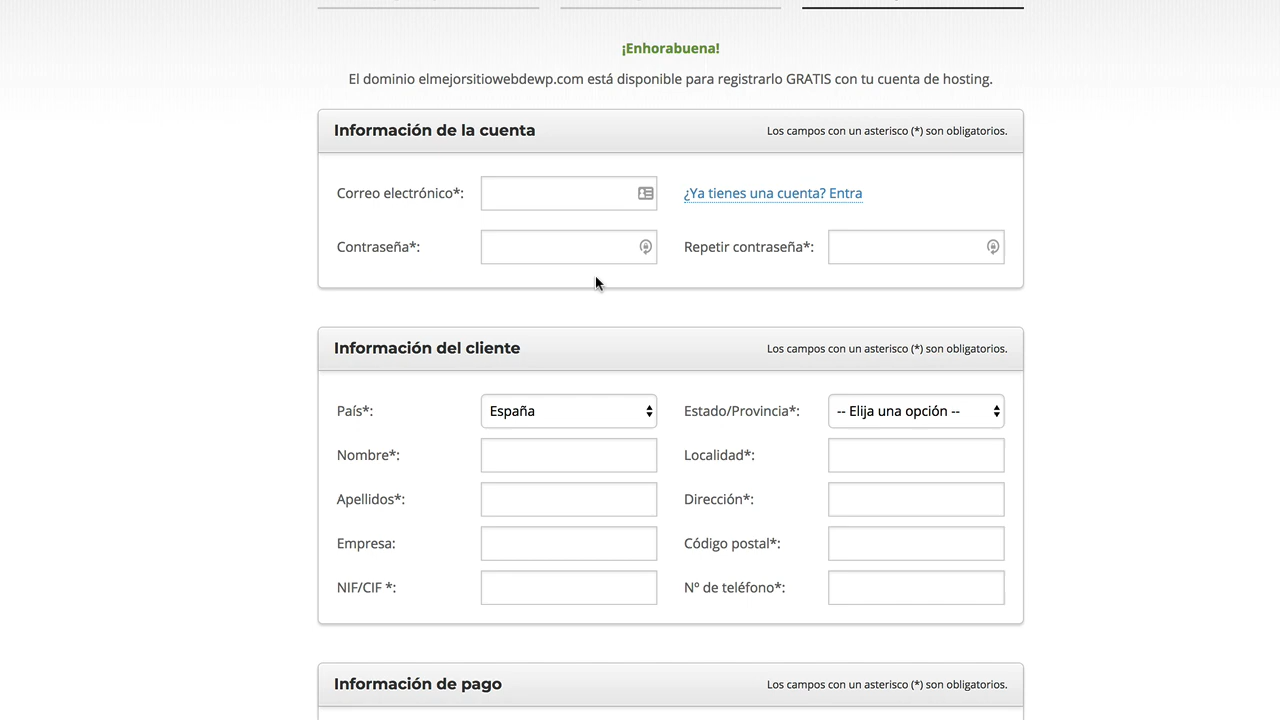 ¡Enhorabuena!
El dominio elmejorsitiowebdewp.com está disponible para registrarlo GRATIS con tu cuenta de hosting.
Información de la cuenta
Los campos con un asterisco (*) son obligatorios.
Correo electrónico*:
¿Ya tienes una cuenta? Entra
Contraseña*:
Repetir contraseña*:
Información del cliente
Los campos con un asterisco (*) son obligatorios.
País*:
España
Estado/Provincia*:
-- Elija una opción --
Nombre*:
Localidad*:
Apellidos*:
Dirección*:
Empresa:
Código postal*:
NIF/CIF *:
Nº de teléfono*:
Información de pago
Los campos con un asterisco (*) son obligatorios.